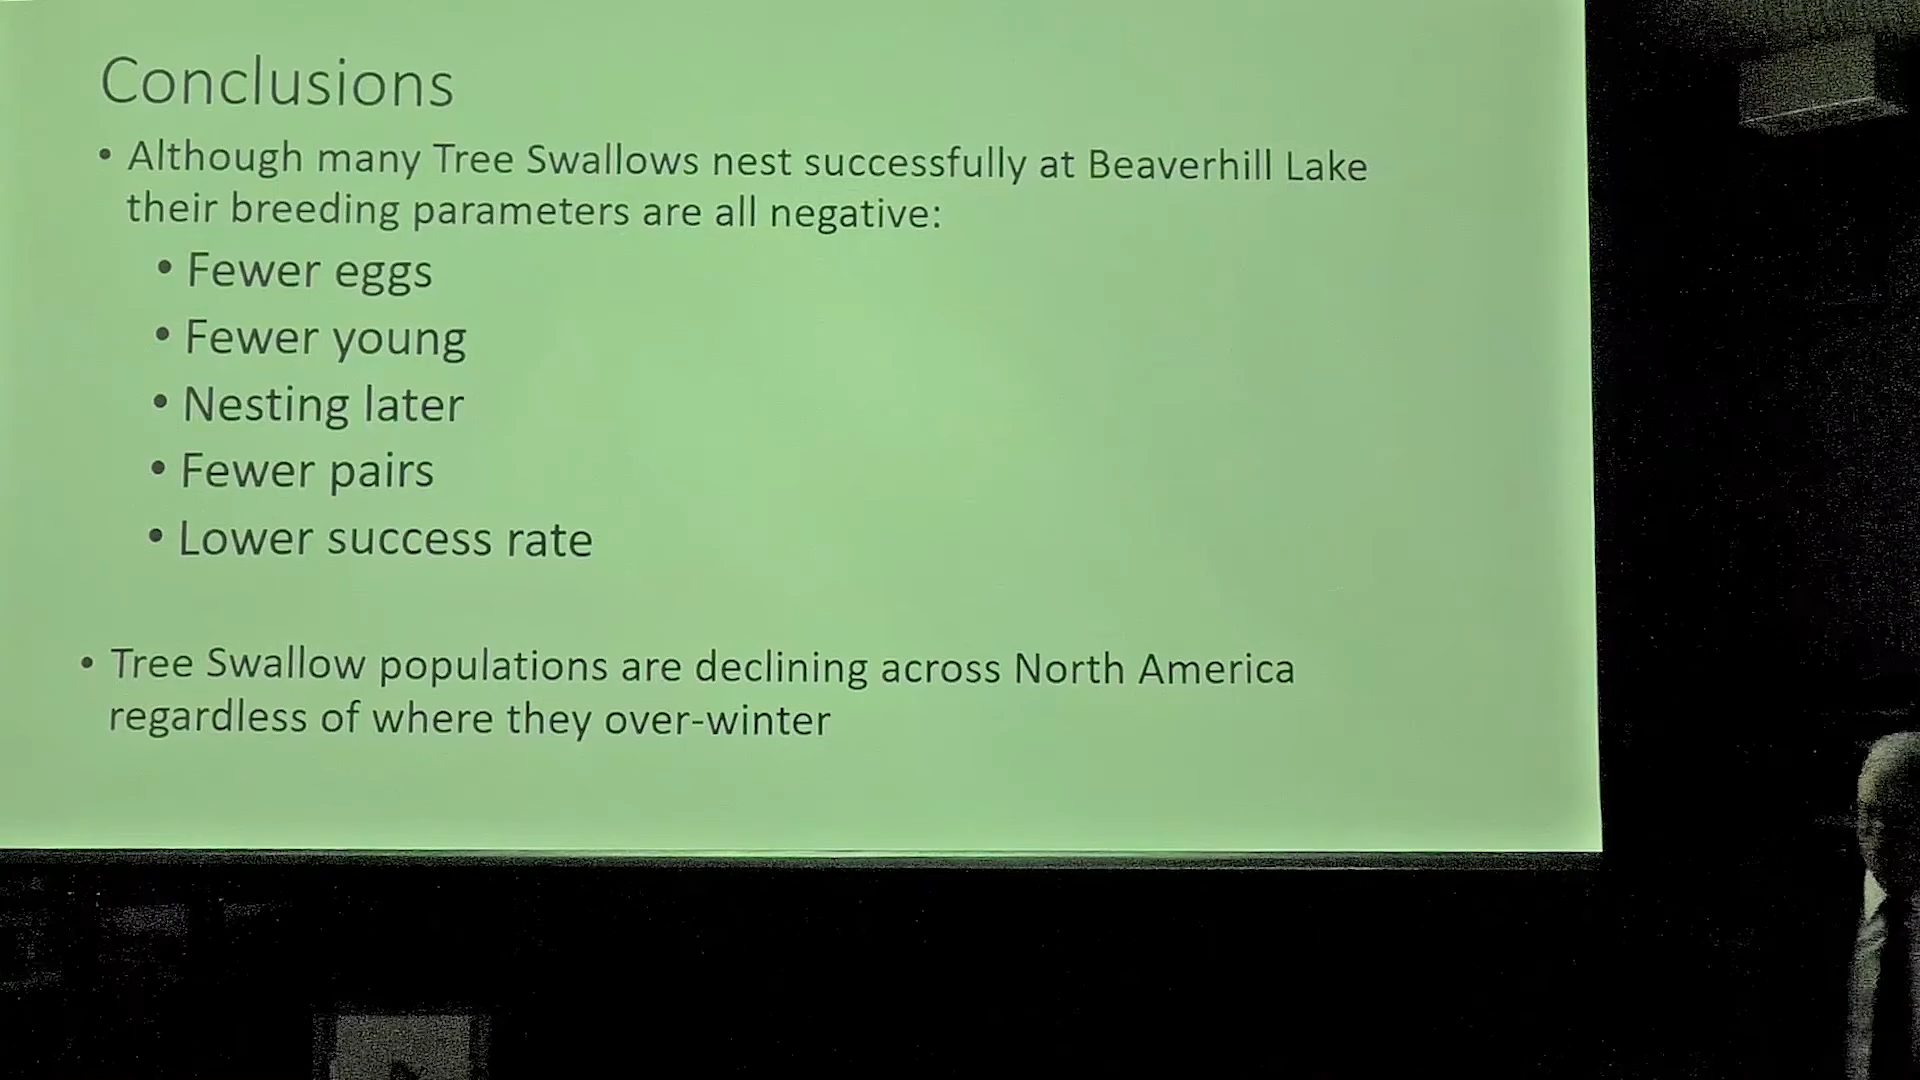 Conclusions
• Although many Tree Swallows nest successfully at Beaverhill Lake
their breeding parameters are all negative:
• Fewer eggs
• Fewer young
• Nesting later
• Fewer pairs
• Lower success rate
• Tree Swallow populations are declining across North America
regardless of where they over-winter